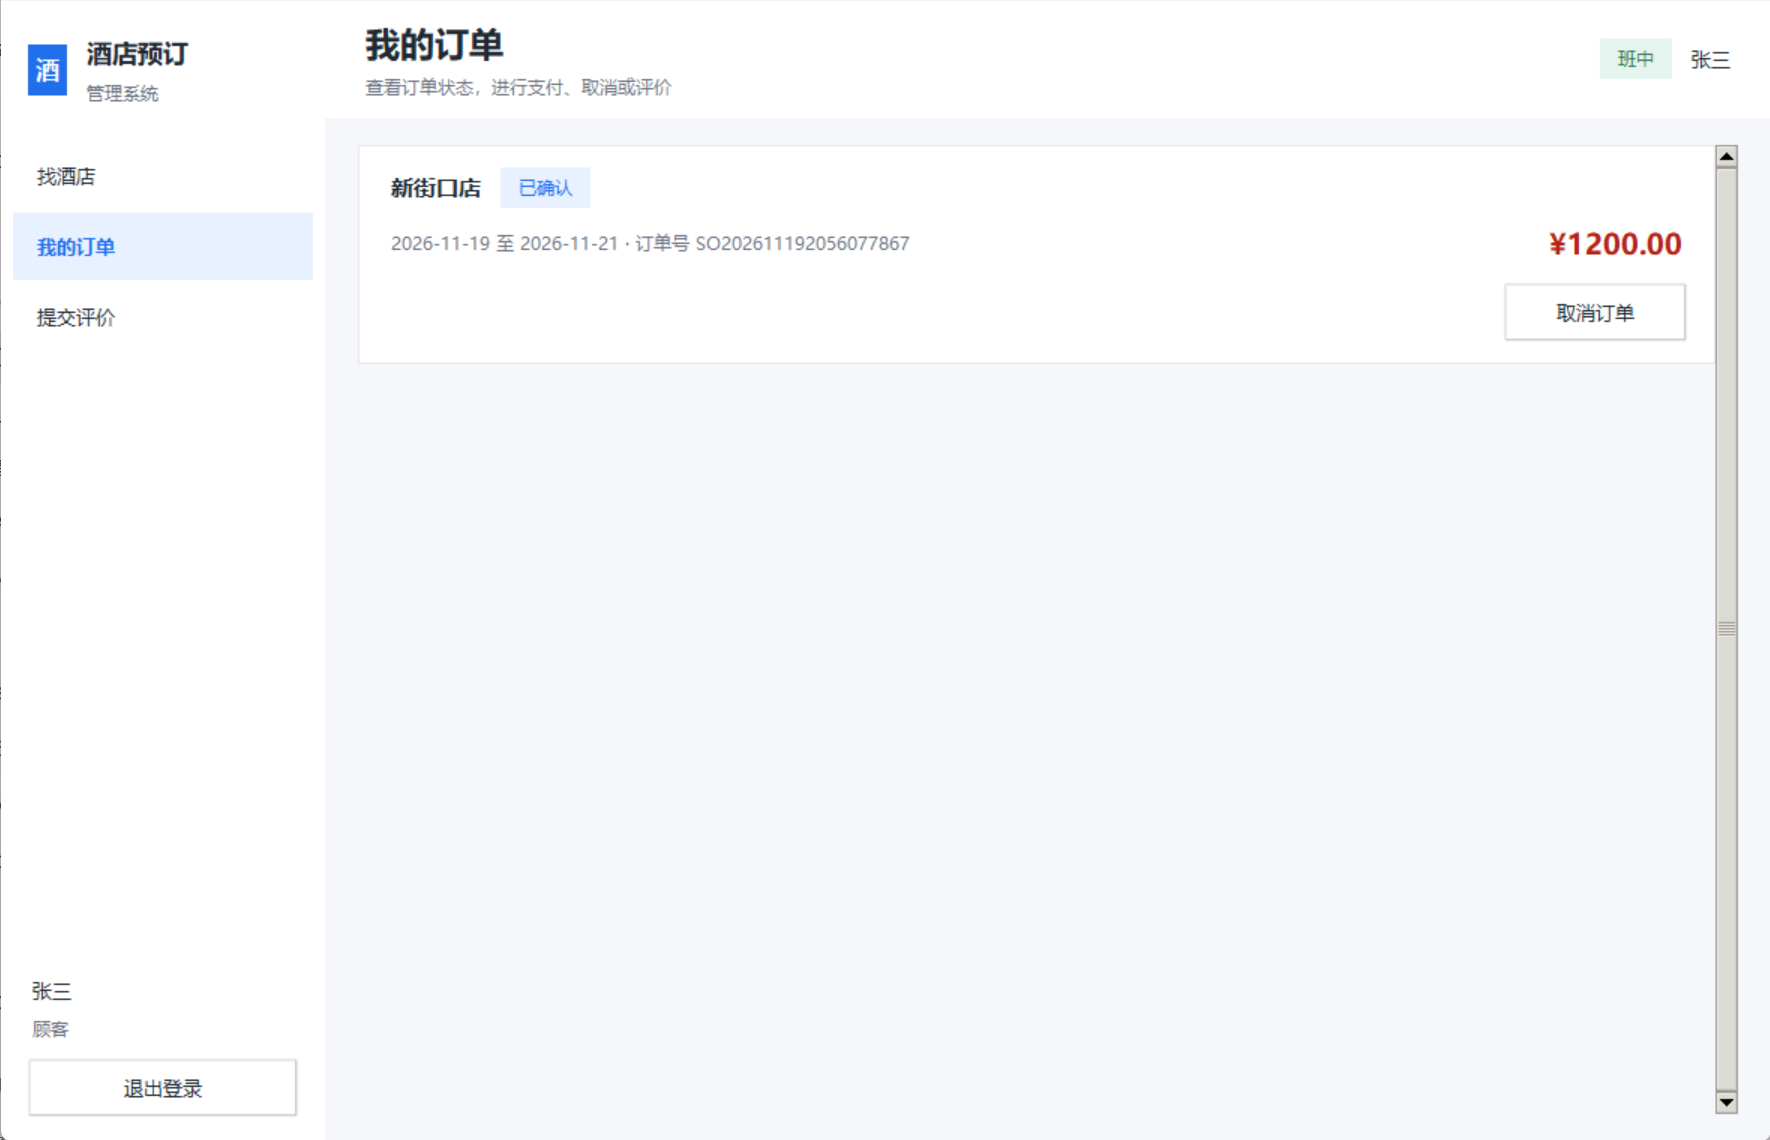 酒
酒店预订
管理系统
找酒店
我的订单
提交评价
张三
顾客
退出登录
我的订单
查看订单状态，进行支付、取消或评价
班中
张三
新街口店
已确认
2026-11-19 至 2026-11-21 · 订单号 SO202611192056077867
¥1200.00
取消订单